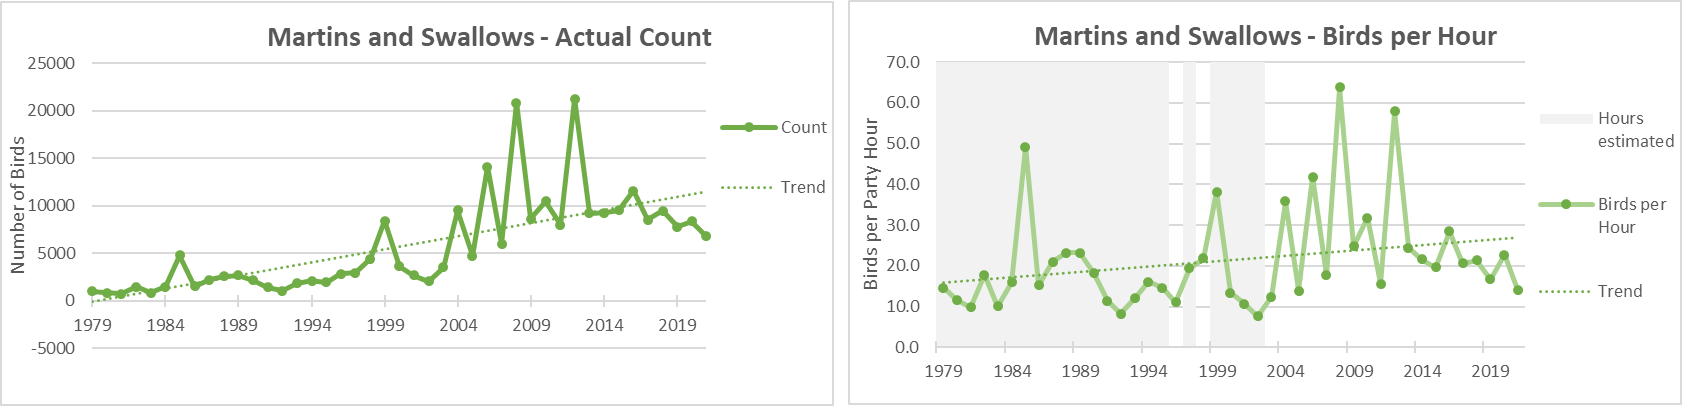 Martins and Swallows - Actual Count
25000
20000
15000
10000
5000
0
-5000
Number of Birds
1979 1984 1989 1994 1999 2004 2009 2014 2019
Count
Trend
Martins and Swallows - Birds per Hour
70.0
60.0
50.0
40.0
30.0
20.0
10.0
0.0
Birds per Party Hour
1979 1984 1989 1994 1999 2004 2009 2014 2019
Hours
estimated
Birds per
Hour
Trend